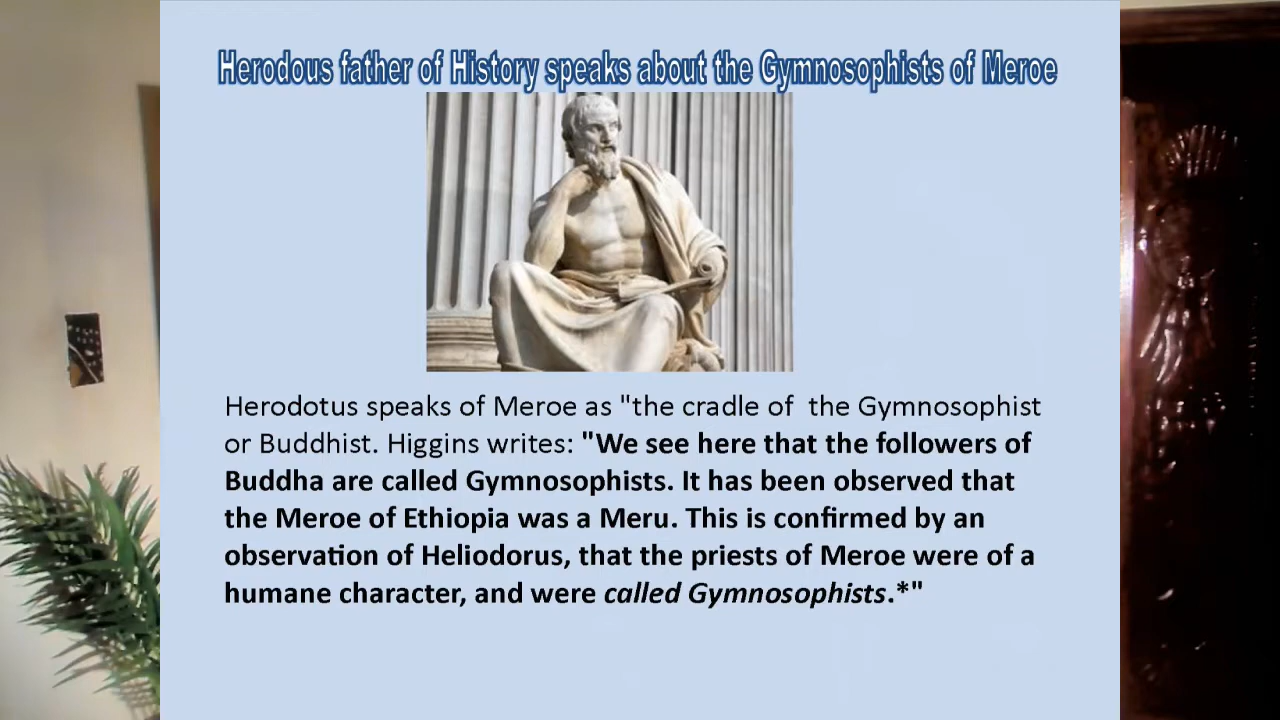 Herodous father of History speaks about the Gymnosophists of Meroe
Herodotus speaks of Meroe as "the cradle of  the Gymnosophist
or Buddhist. Higgins writes: "We see here that the followers of
Buddha are called Gymnosophists. It has been observed that
the Meroe of Ethiopia was a Meru. This is confirmed by an
observation of Heliodorus, that the priests of Meroe were of a
humane character, and were called Gymnosophists.*"